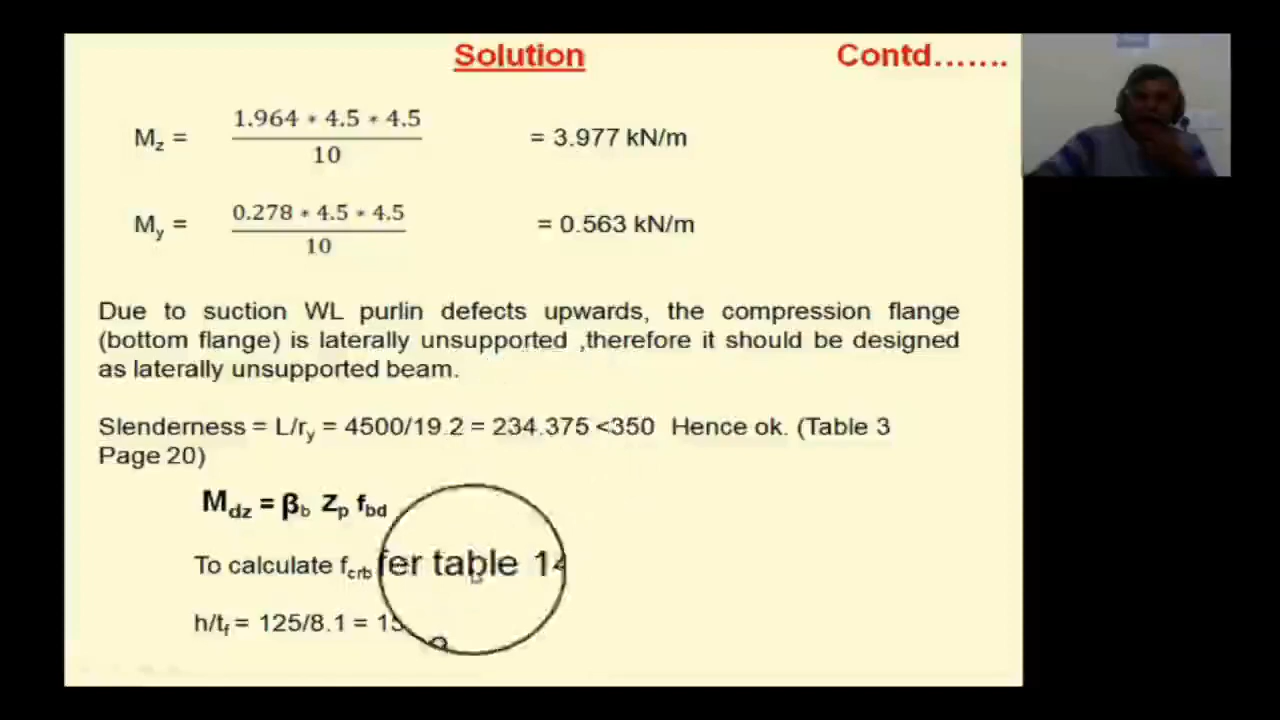 Solution Contd.......
M_z = 1.964 * 4.5 * 4.5 / 10 = 3.977 kN/m
M_y = 0.278 * 4.5 * 4.5 / 10 = 0.563 kN/m
Due to suction WL purlin defects upwards, the compression flange
(bottom flange) is laterally unsupported ,therefore it should be designed
as laterally unsupported beam.
Slenderness = L/r_y = 4500/19.2 = 234.375 <350 Hence ok. (Table 3
Page 20)
M_dz = β_b Z_p f_bd
To calculate f_crb fer table 14
h/t_f = 125/8.1 = 15